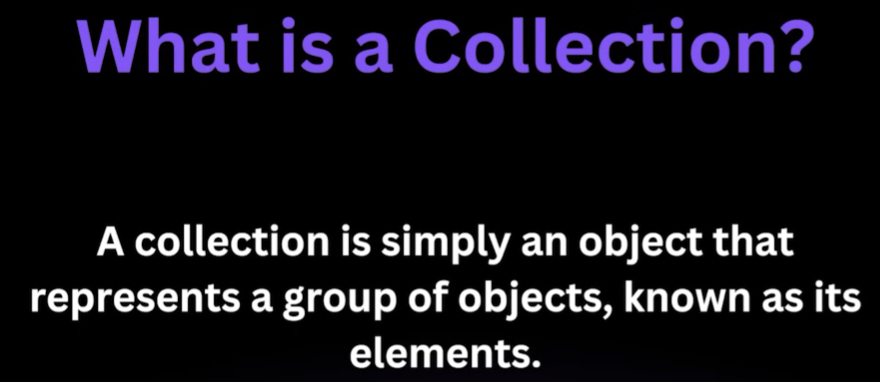 What is a Collection?
A collection is simply an object that
represents a group of objects, known as its
elements.